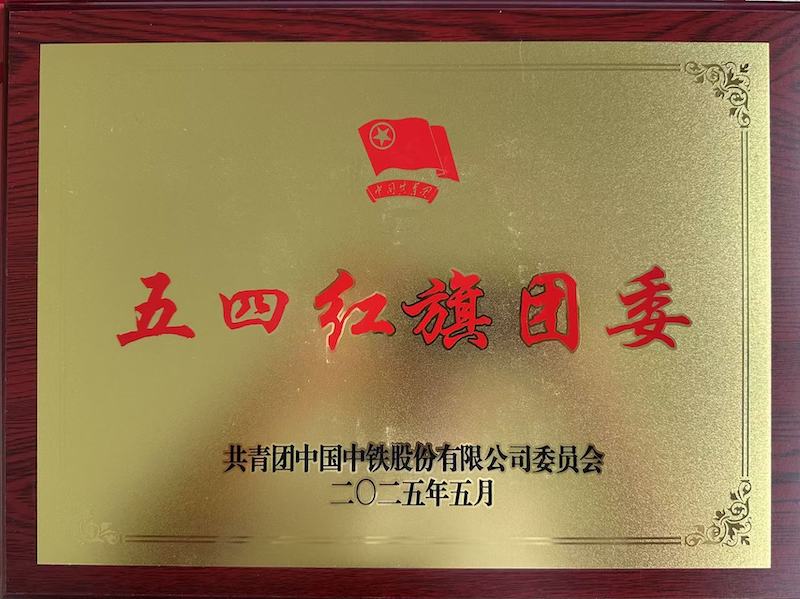 中国共青团
五四红旗团委
共青团中国中铁股份有限公司委员会
二〇二五年五月